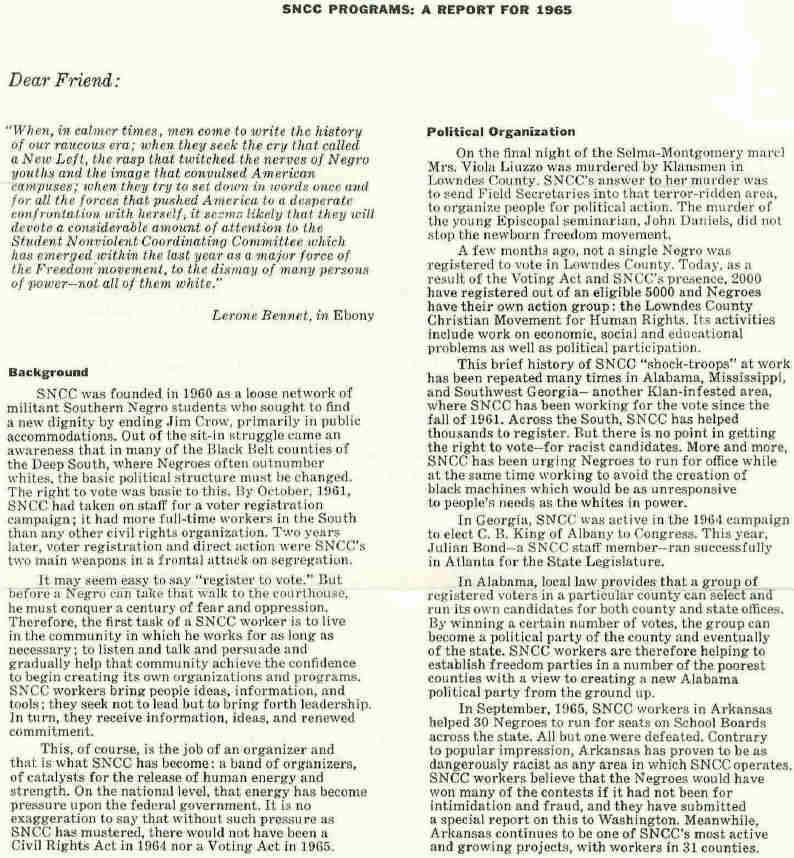 SNCC PROGRAMS: A REPORT FOR 1965
Dear Friend:
"When, in calmer times, men come to write the history
of our raucous era; when they seek the cry that called
a New Left, the rasp that twitched the nerves of Negro
youths and the image that convulsed American
campuses; when they try to set down in words once and
for all the forces that pushed America to a desperate
confrontation with herself, it seems likely that they will
devote a considerable amount of attention to the
Student Nonviolent Coordinating Committee which
has emerged within the last year as a major force of
the Freedom movement, to the dismay of many persons
of power—not all of them white."
Lerone Bennet, in Ebony
Background
SNCC was founded in 1960 as a loose network of
militant Southern Negro students who sought to find
a new dignity by ending Jim Crow, primarily in public
accommodations. Out of the sit-in struggle came an
awareness that in many of the Black Belt counties of
the Deep South, where Negroes often outnumber
whites, the basic political structure must be changed.
The right to vote was basic to this. By October, 1961,
SNCC had taken on staff for a voter registration
campaign; it had more full-time workers in the South
than any other civil rights organization. Two years
later, voter registration and direct action were SNCC's
two main weapons in a frontal attack on segregation.
It may seem easy to say "register to vote." But
before a Negro can take that walk to the courthouse,
he must conquer a century of fear and oppression.
Therefore, the first task of a SNCC worker is to live
in the community in which he works for as long as
necessary; to listen and talk and persuade and
gradually help that community achieve the confidence
to begin creating its own organizations and programs.
SNCC workers bring people ideas, information, and
tools; they seek not to lead but to bring forth leadership.
In turn, they receive information, ideas, and renewed
commitment.
This, of course, is the job of an organizer and
that is what SNCC has become: a band of organizers,
of catalysts for the release of human energy and
strength. On the national level, that energy has become
pressure upon the federal government. It is no
exaggeration to say that without such pressure as
SNCC has mustered, there would not have been a
Civil Rights Act in 1964 nor a Voting Act in 1965.
Political Organization
On the final night of the Selma-Montgomery marcl
Mrs. Viola Liuzzo was murdered by Klansmen in
Lowndes County. SNCC's answer to her murder was
to send Field Secretaries into that terror-ridden area,
to organize people for political action. The murder of
the young Episcopal seminarian, John Daniels, did not
stop the newborn freedom movement.
A few months ago, not a single Negro was
registered to vote in Lowndes County. Today, as a
result of the Voting Act and SNCC's presence, 2000
have registered out of an eligible 5000 and Negroes
have their own action group: the Lowndes County
Christian Movement for Human Rights. Its activities
include work on economic, social and educational
problems as well as political participation.
This brief history of SNCC "shock-troops" at work
has been repeated many times in Alabama, Mississippi,
and Southwest Georgia— another Klan-infested area,
where SNCC has been working for the vote since the
fall of 1961. Across the South, SNCC has helped
thousands to register. But there is no point in getting
the right to vote—for racist candidates. More and more,
SNCC has been urging Negroes to run for office while
at the same time working to avoid the creation of
black machines which would be as unresponsive
to people's needs as the whites in power.
In Georgia, SNCC was active in the 1964 campaign
to elect C. B. King of Albany to Congress. This year,
Julian Bond—a SNCC staff member—ran successfully
in Atlanta for the State Legislature.
In Alabama, local law provides that a group of
registered voters in a particular county can select and
run its own candidates for both county and state offices.
By winning a certain number of votes, the group can
become a political party of the county and eventually
of the state. SNCC workers are therefore helping to
establish freedom parties in a number of the poorest
counties with a view to creating a new Alabama
political party from the ground up.
In September, 1965, SNCC workers in Arkansas
helped 30 Negroes to run for seats on School Boards
across the state. All but one were defeated. Contrary
to popular impression, Arkansas has proven to be as
dangerously racist as any area in which SNCC operates.
SNCC workers believe that the Negroes would have
won many of the contests if it had not been for
intimidation and fraud, and they have submitted
a special report on this to Washington. Meanwhile,
Arkansas continues to be one of SNCC's most active
and growing projects, with workers in 31 counties.